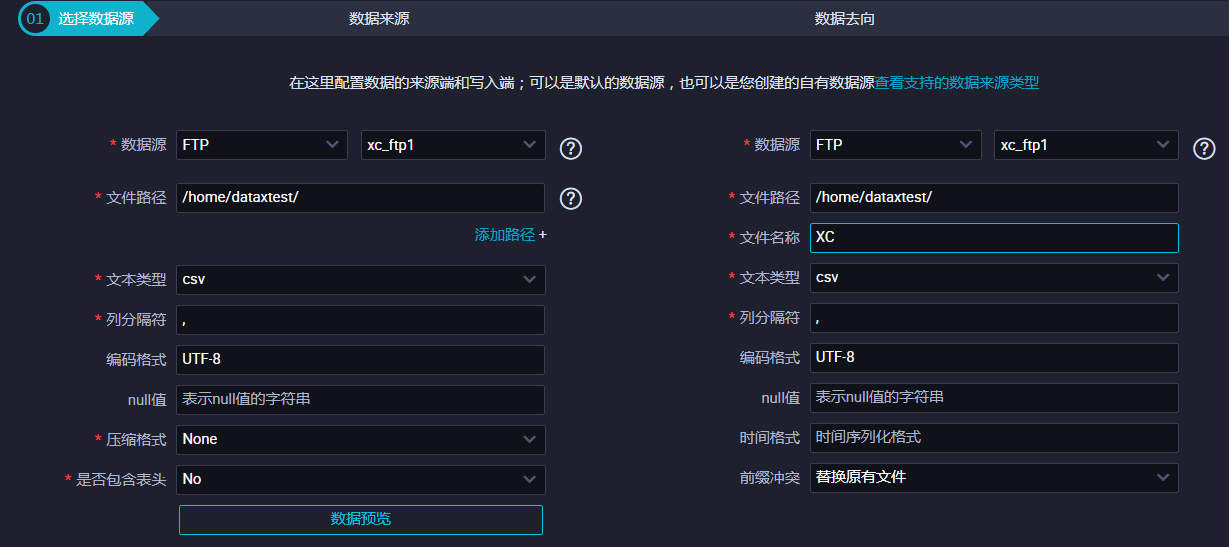 01 选择数据源 数据来源 数据去向
在这里配置数据的来源端和写入端；可以是默认的数据源，也可以是您创建的自有数据源查看支持的数据来源类型
* 数据源 FTP xc_ftp1 ?
* 文件路径 /home/dataxtest/ ?
添加路径 +
* 文本类型 csv
* 列分隔符 ,
编码格式 UTF-8
null值 表示null值的字符串
* 压缩格式 None
* 是否包含表头 No
数据预览
* 数据源 FTP xc_ftp1 ?
* 文件路径 /home/dataxtest/
* 文件名称 XC
* 文本类型 csv
* 列分隔符 ,
编码格式 UTF-8
null值 表示null值的字符串
时间格式 时间序列化格式
前缀冲突 替换原有文件